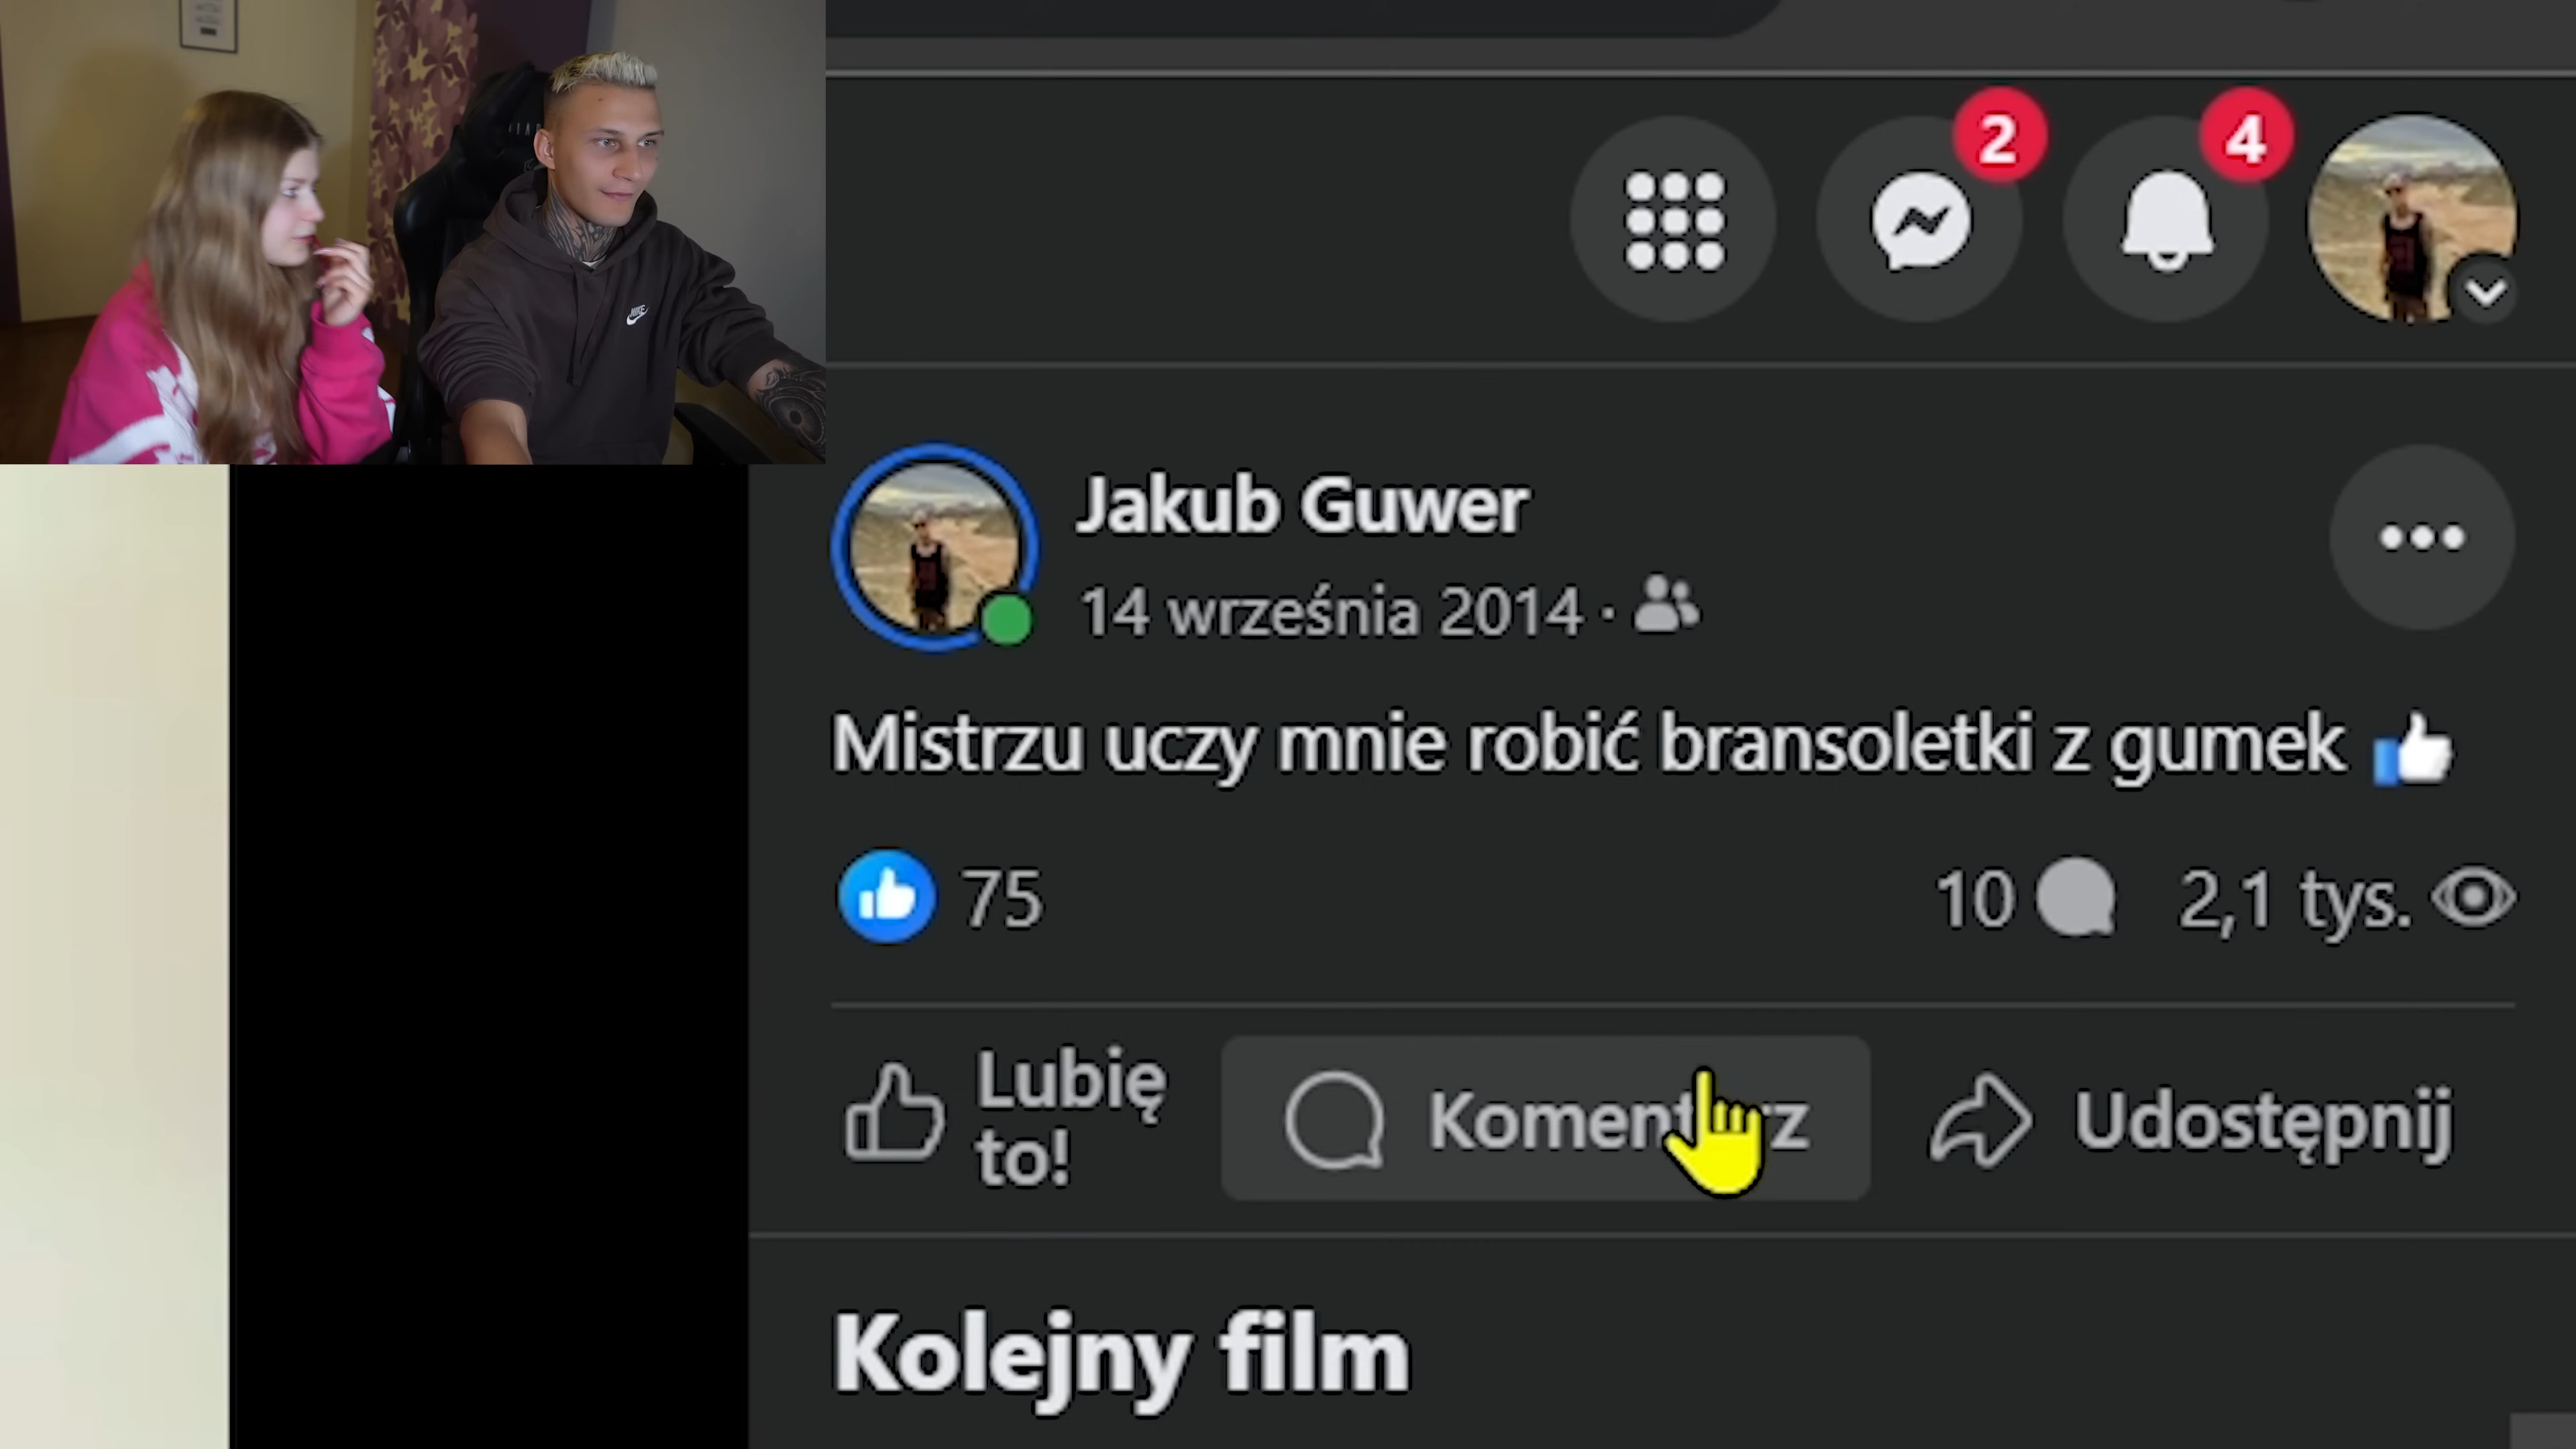 2
4
Jakub Guwer
14 września 2014 ·
Mistrzu uczy mnie robić bransoletki z gumek
75
10
2,1 tys.
Lubię
to!
Udostępnij
Kolejny film
NIKE